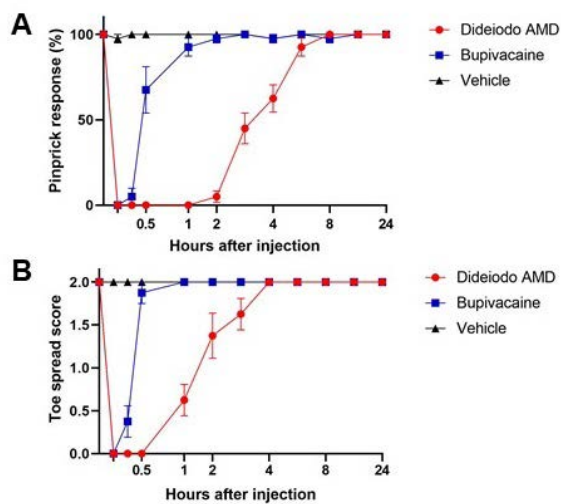 A
Pinprick response (%)
100
50
0
0.5 1 2 4 8 24
Hours after injection
Dideiodo AMD
Bupivacaine
Vehicle
B
Toe spread score
2.0
1.5
1.0
0.5
0.0
0.5 1 2 4 8 24
Hours after injection
Dideiodo AMD
Bupivacaine
Vehicle